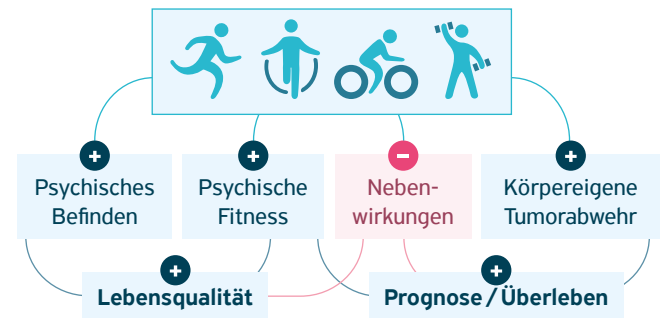 +
+
−
+
Psychisches
Befinden
Psychische
Fitness
Neben-
wirkungen
Körpereigene
Tumorabwehr
+
+
Lebensqualität
Prognose / Überleben